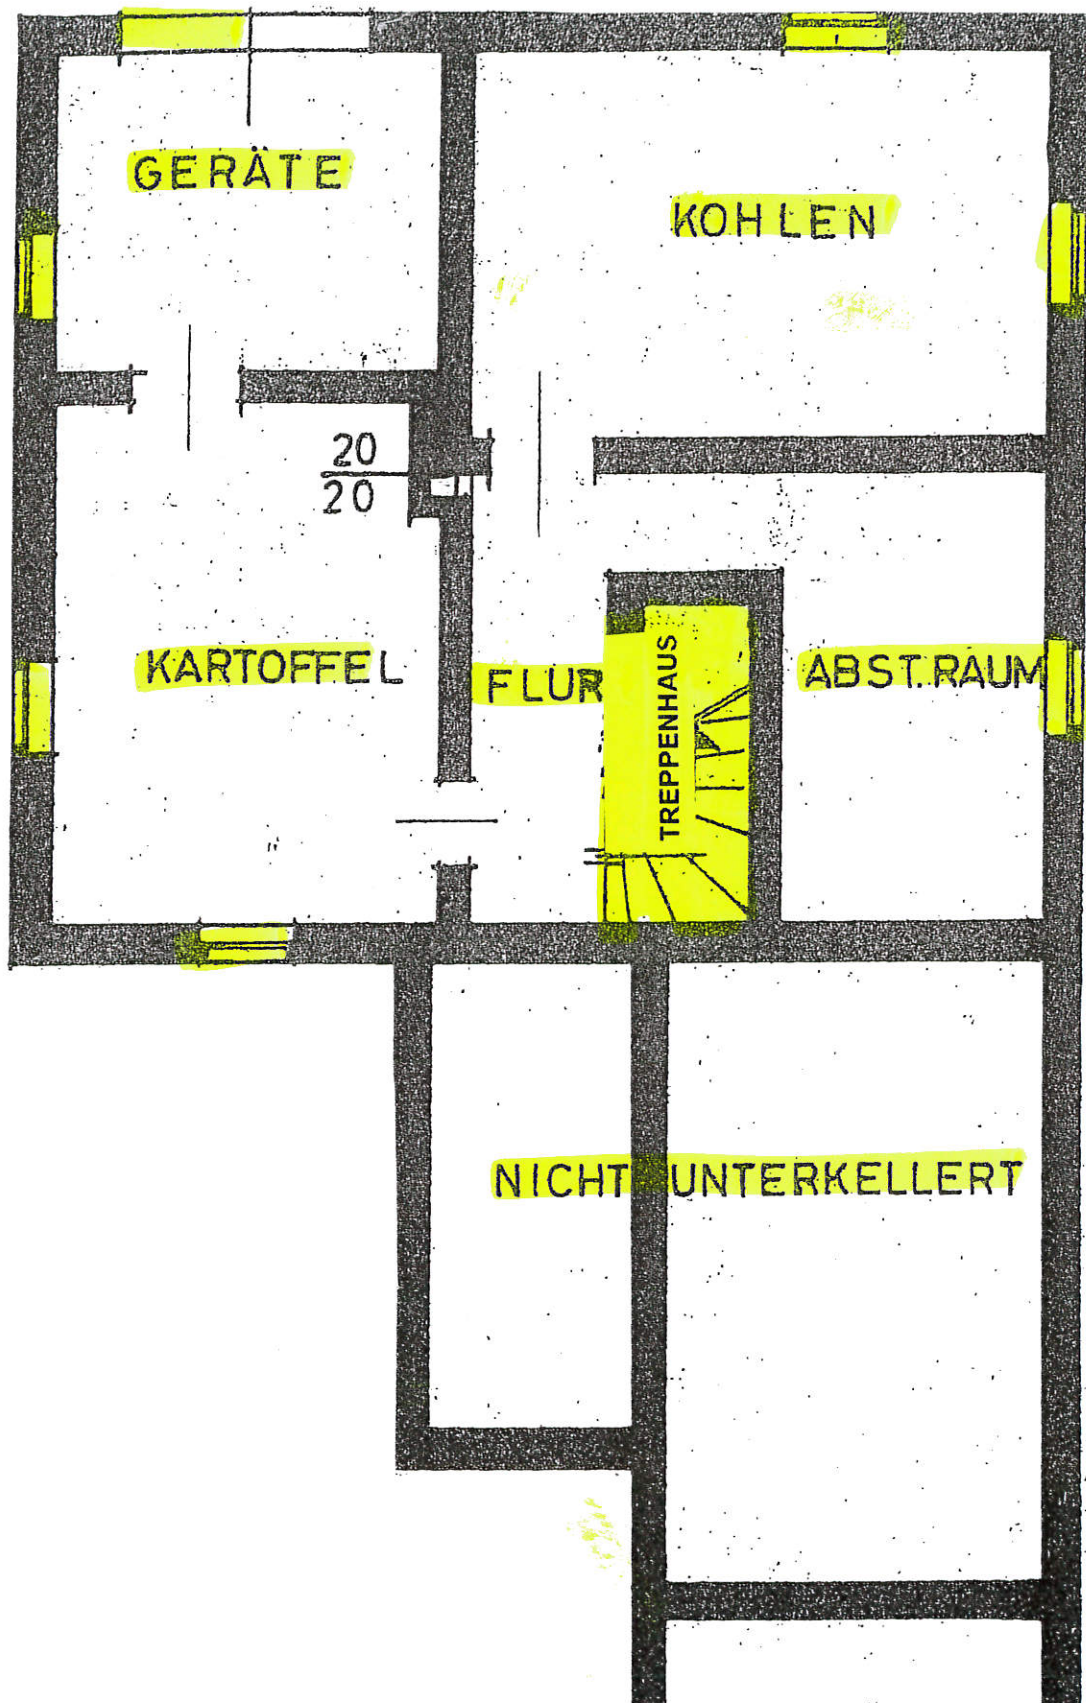 GERÄTE
KOHLEN
20
20
KARTOFFEL
FLUR
TREPPENHAUS
ABST.RAUM
NICHT UNTERKELLERT